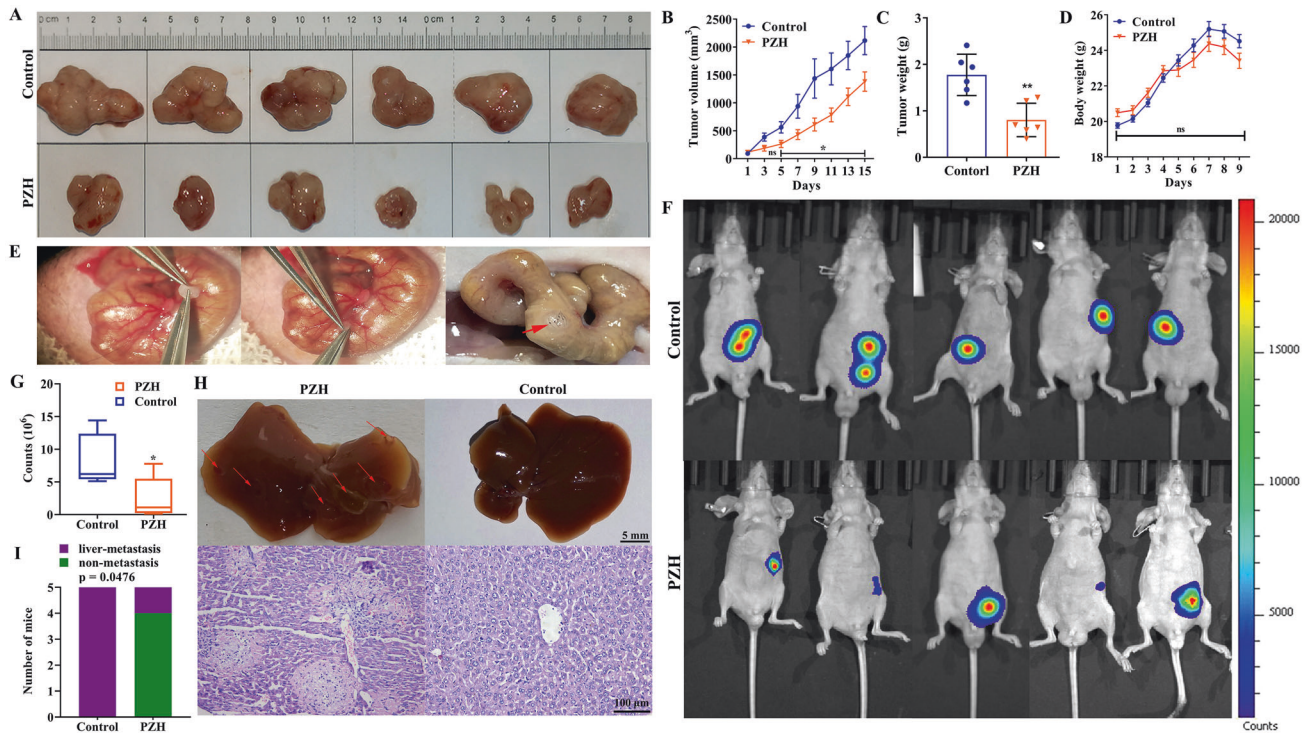 A
0 cm 1 2 3 4 5 6 7 8 9 10 11 12 13 14 0 cm 1 2 3 4 5 6 7 8
Control
PZH
B
Control
PZH
Tumor volume (mm3)
2500
2000
1500
1000
500
0
ns
*
1 3 5 7 9 11 13 15
Days
C
Tumor weight (g)
3
2
1
0
**
Contorl PZH
D
Control
PZH
Body weight (g)
26
24
22
20
18
ns
1 2 3 4 5 6 7 8 9
Days
E
F
Control
PZH
20000
15000
10000
5000
Counts
G
PZH
Control
Counts (10^6)
20
15
10
5
0
*
Control PZH
H
PZH Control
5 mm
100 μm
I
liver-metastasis
non-metastasis
p = 0.0476
Number of mice
5
4
3
2
1
0
Control PZH